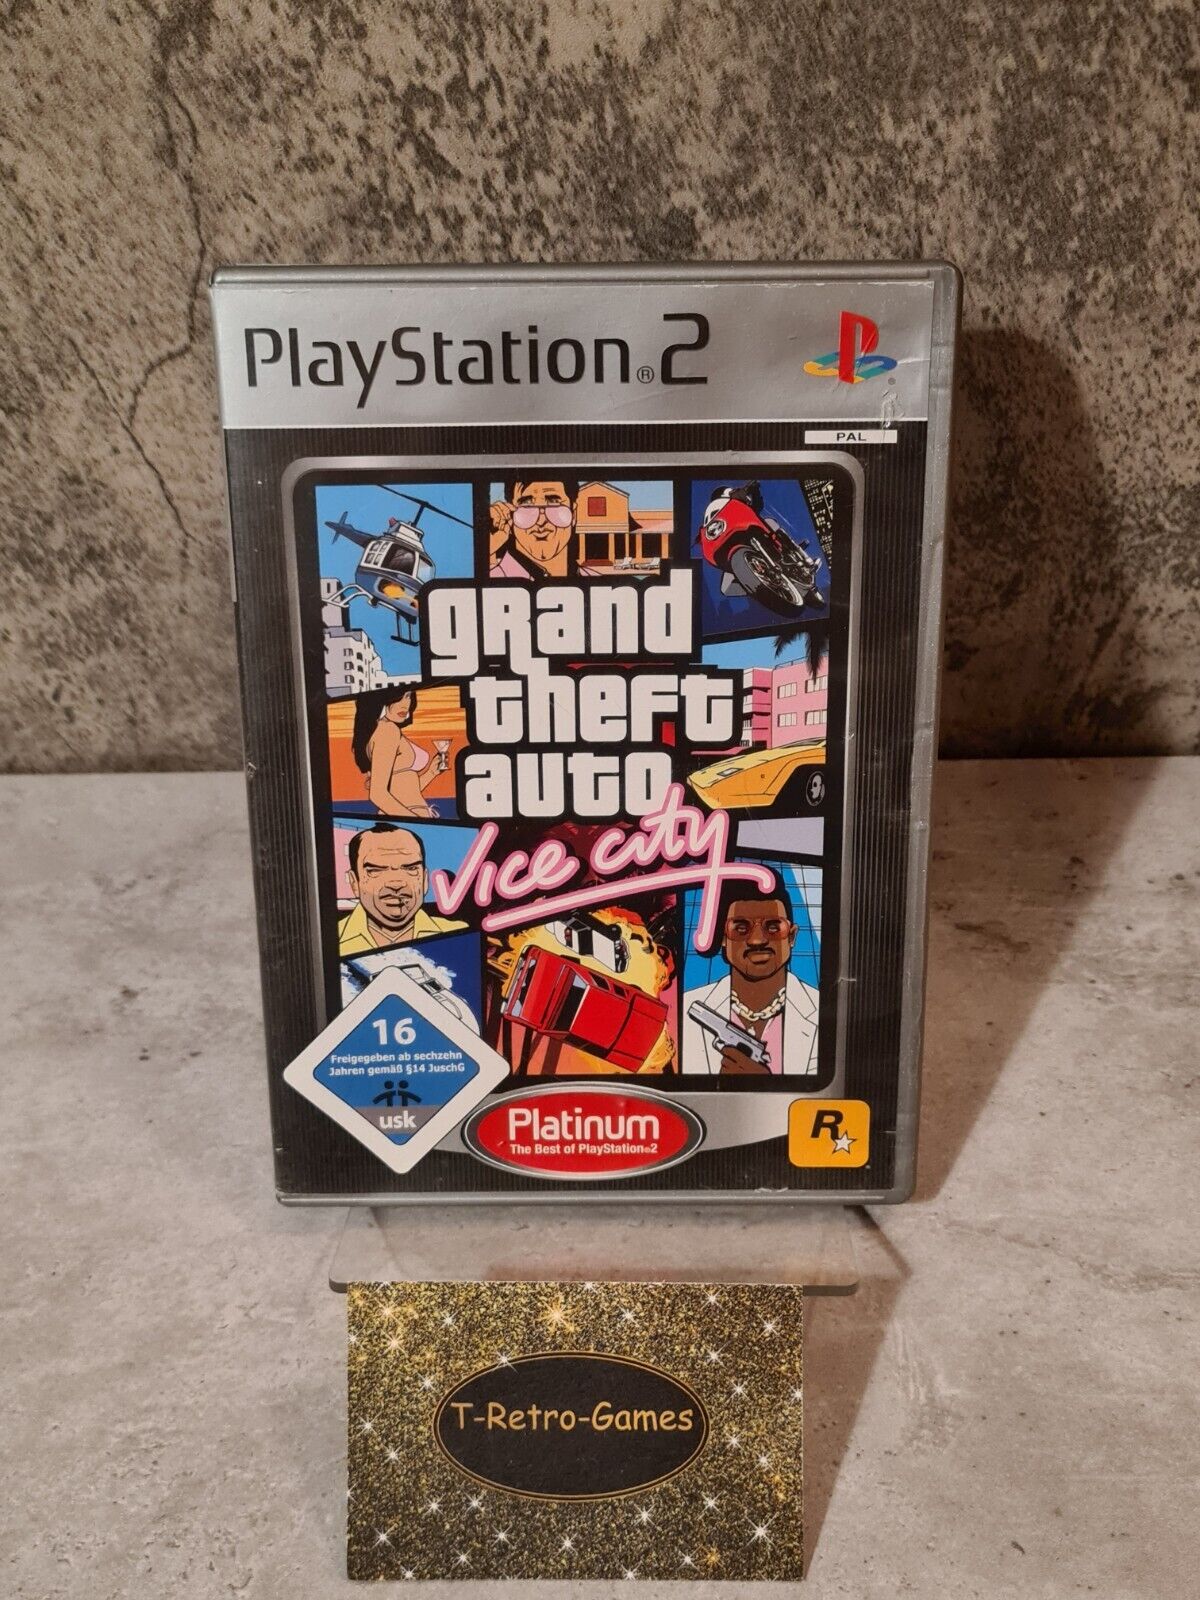 PlayStation®2
PAL
grand
theft
auto
Vice City
16
Freigegeben ab sechzehn
Jahren gemäß §14 JuschG
usk
Platinum
The Best of PlayStation®2
R
T-Retro-Games